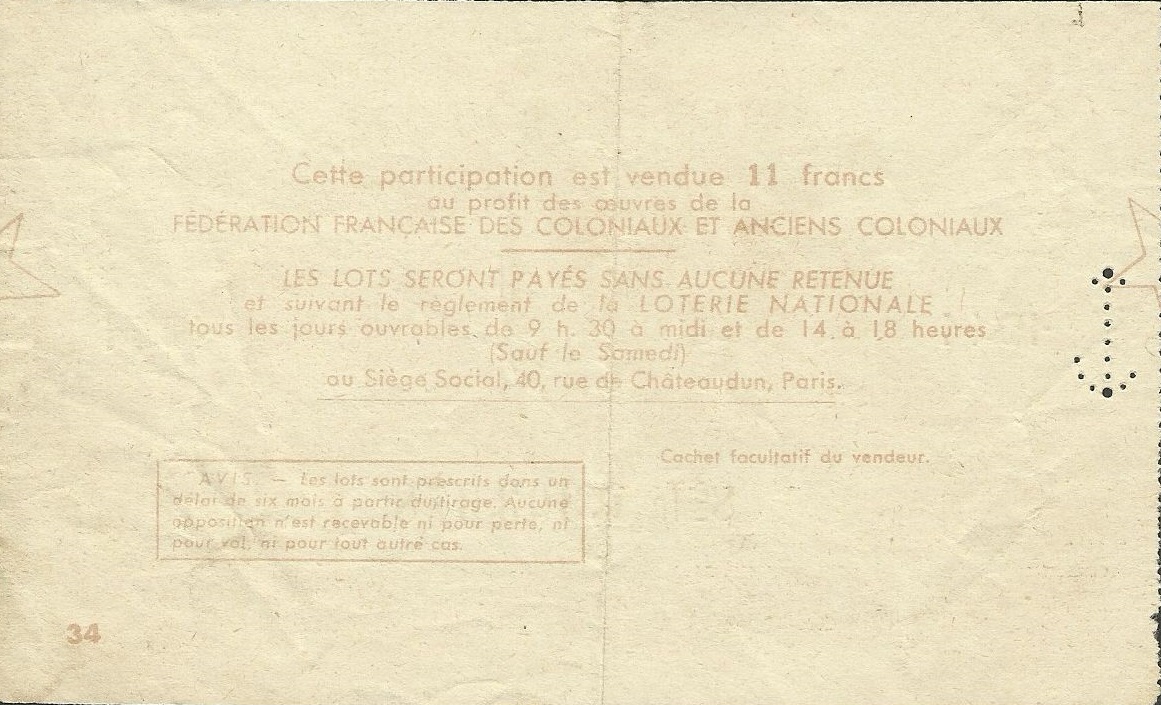 Cette participation est vendue 11 francs
au profit des œuvres de la
FÉDÉRATION FRANÇAISE DES COLONIAUX ET ANCIENS COLONIAUX
LES LOTS SERONT PAYÉS SANS AUCUNE RETENUE
et suivant le règlement de la LOTERIE NATIONALE
tous les jours ouvrables de 9 h. 30 à midi et de 14 à 18 heures
(Sauf le Samedi)
au Siège Social, 40, rue de Châteaudun, Paris.
Cachet facultatif du vendeur.
AVIS. — Les lots sont prescrits dans un
délai de six mois à partir du tirage. Aucune
opposition n'est recevable ni pour perte, ni
pour vol, ni pour tout autre cas.
34